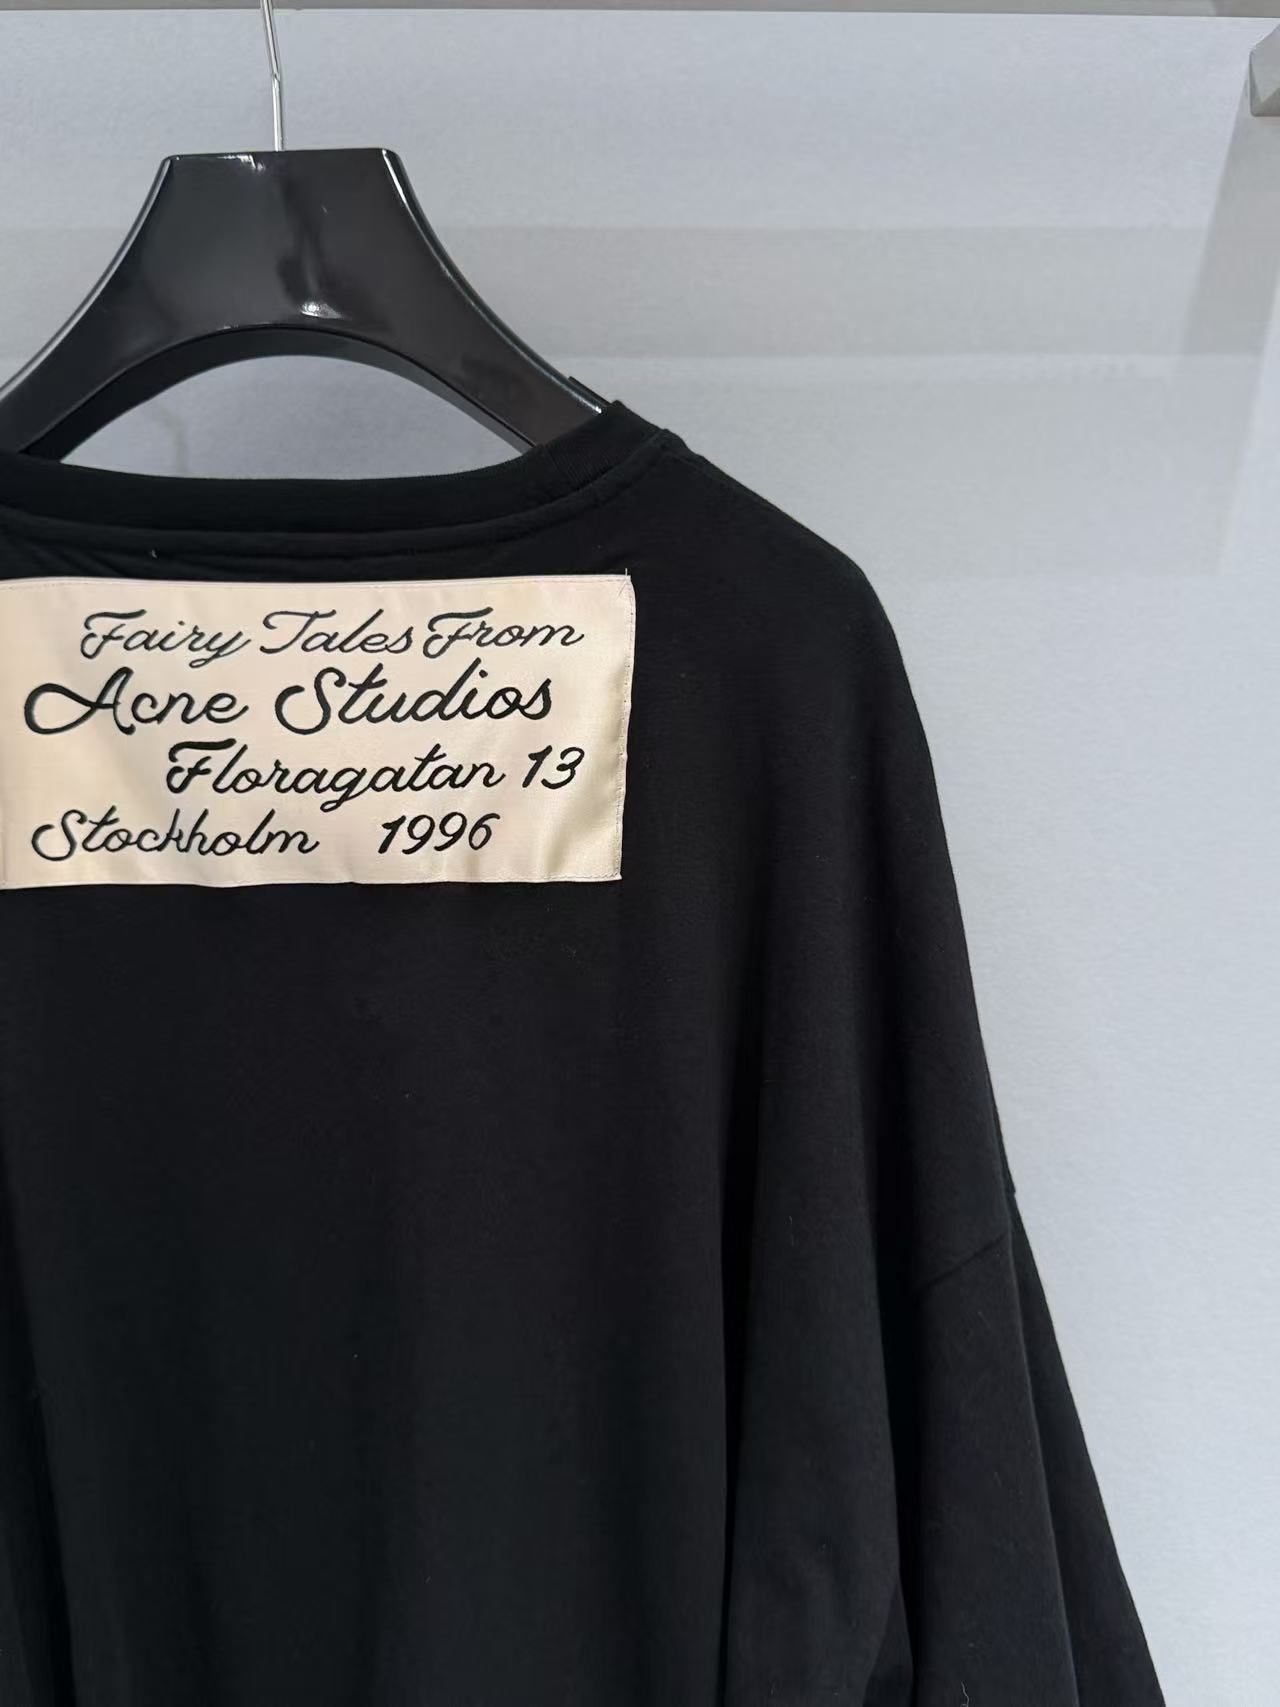 Fairy Tales From
Acne Studios
Floragatan 13
Stockholm 1996